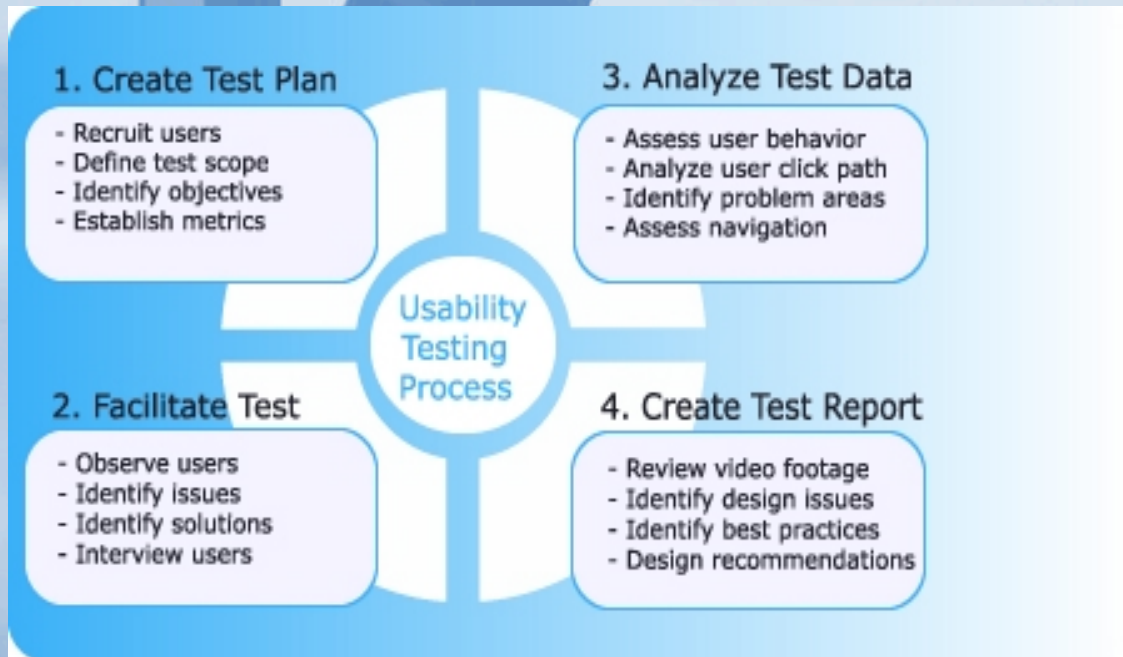 1. Create Test Plan
- Recruit users
- Define test scope
- Identify objectives
- Establish metrics
2. Facilitate Test
- Observe users
- Identify issues
- Identify solutions
- Interview users
Usability
Testing
Process
3. Analyze Test Data
- Assess user behavior
- Analyze user click path
- Identify problem areas
- Assess navigation
4. Create Test Report
- Review video footage
- Identify design issues
- Identify best practices
- Design recommendations